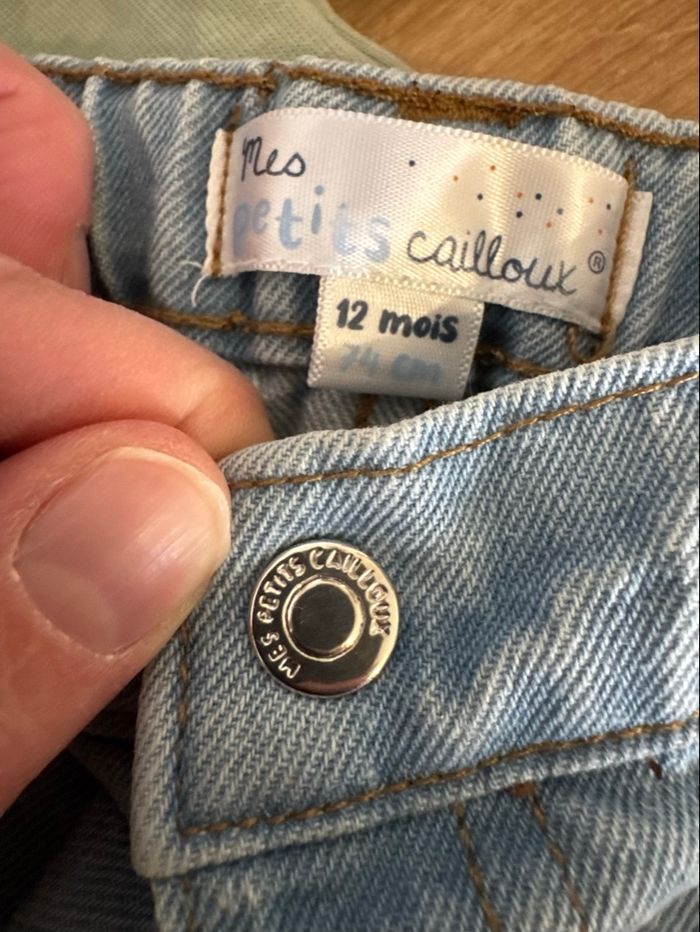 Mes
petits cailloux®
12 mois
74 cm
MES PETITS CAILLOUX